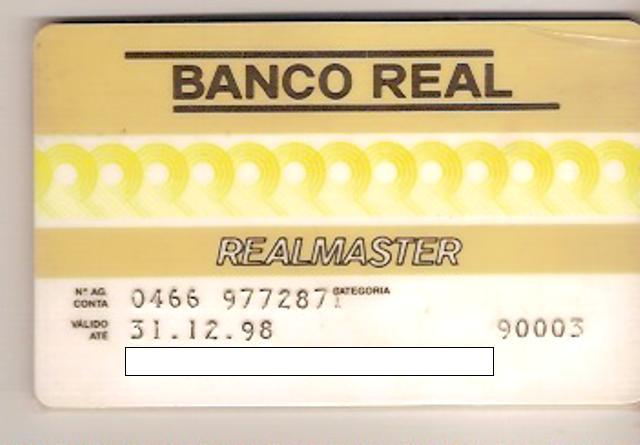 BANCO REAL
REALMASTER
Nº AG. CONTA 0466 9772871 CATEGORIA
VÁLIDO ATÉ 31.12.98 90003